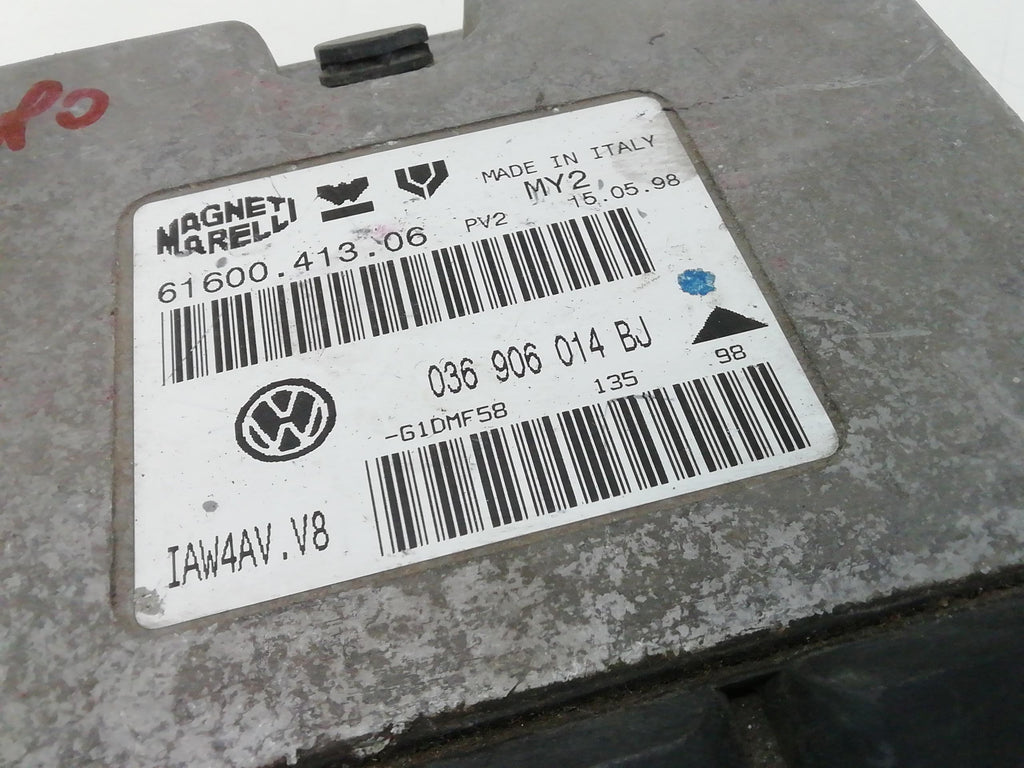 MAGNETI
MARELLI
MADE IN ITALY
MY2
15.05.98
61600.413.06 PV2
036 906 014 BJ
-G1DMF58 135 98
IAW4AV.V8